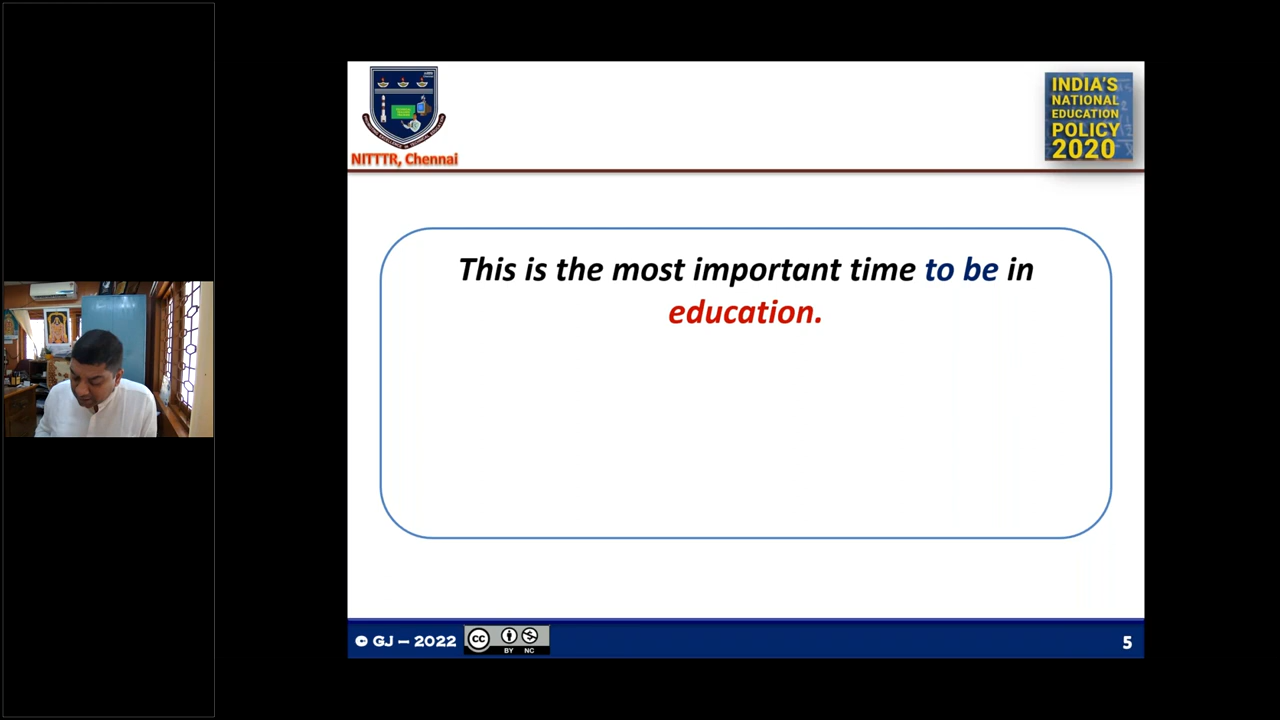 NITTTR, Chennai
INDIA'S
NATIONAL
EDUCATION
POLICY
2020
This is the most important time to be in
education.
© GJ – 2022
cc
BY NC
5